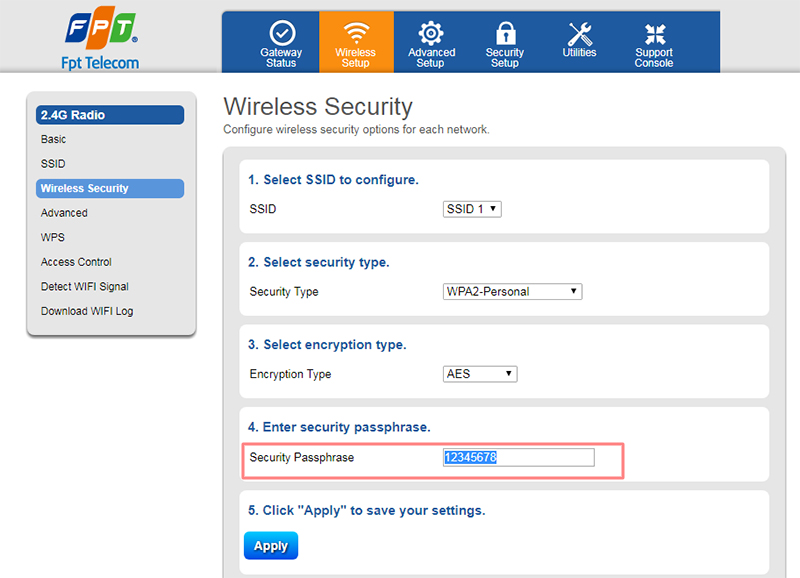 FPT
Fpt Telecom
Gateway Status
Wireless Setup
Advanced Setup
Security Setup
Utilities
Support Console
2.4G Radio
Basic
SSID
Wireless Security
Advanced
WPS
Access Control
Detect WIFI Signal
Download WIFI Log
Wireless Security
Configure wireless security options for each network.
1. Select SSID to configure.
SSID SSID 1
2. Select security type.
Security Type WPA2-Personal
3. Select encryption type.
Encryption Type AES
4. Enter security passphrase.
Security Passphrase 12345678
5. Click "Apply" to save your settings.
Apply